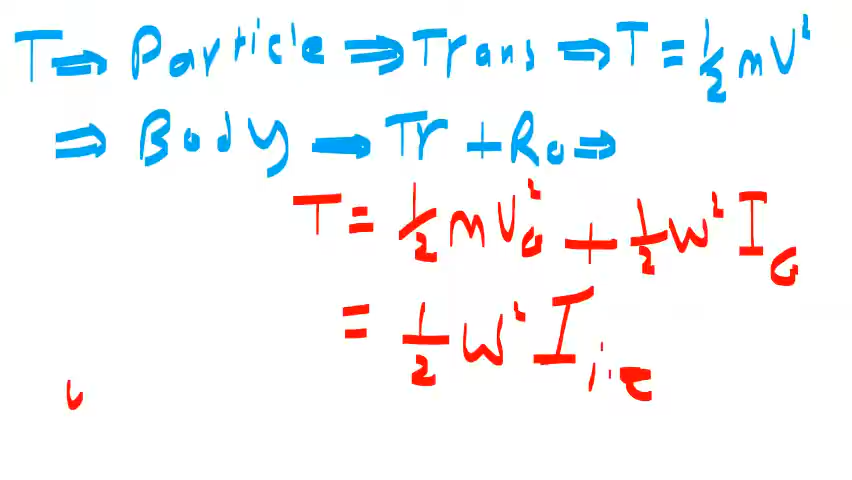 T ⇒ Particle ⇒ Trans ⇒ T = 1/2 mV²
⇒ Body → Tr + Ro ⇒
T = 1/2 mV_G² + 1/2 W² I_G
= 1/2 W² I_i.c